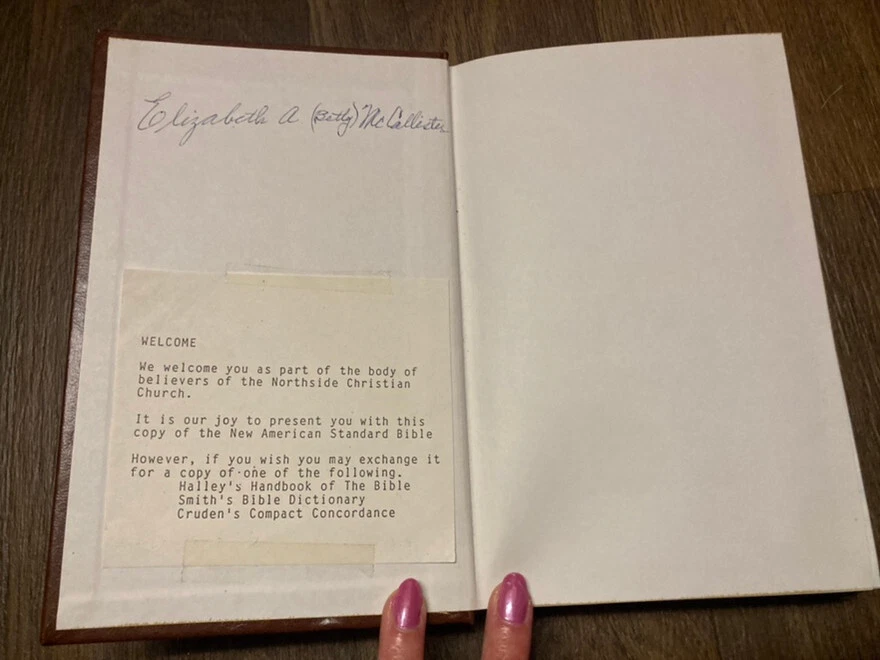 Elizabeth A (Betty) McCallister
WELCOME
We welcome you as part of the body of
believers of the Northside Christian
Church.
It is our joy to present you with this
copy of the New American Standard Bible
However, if you wish you may exchange it
for a copy of one of the following.
Halley's Handbook of The Bible
Smith's Bible Dictionary
Cruden's Compact Concordance